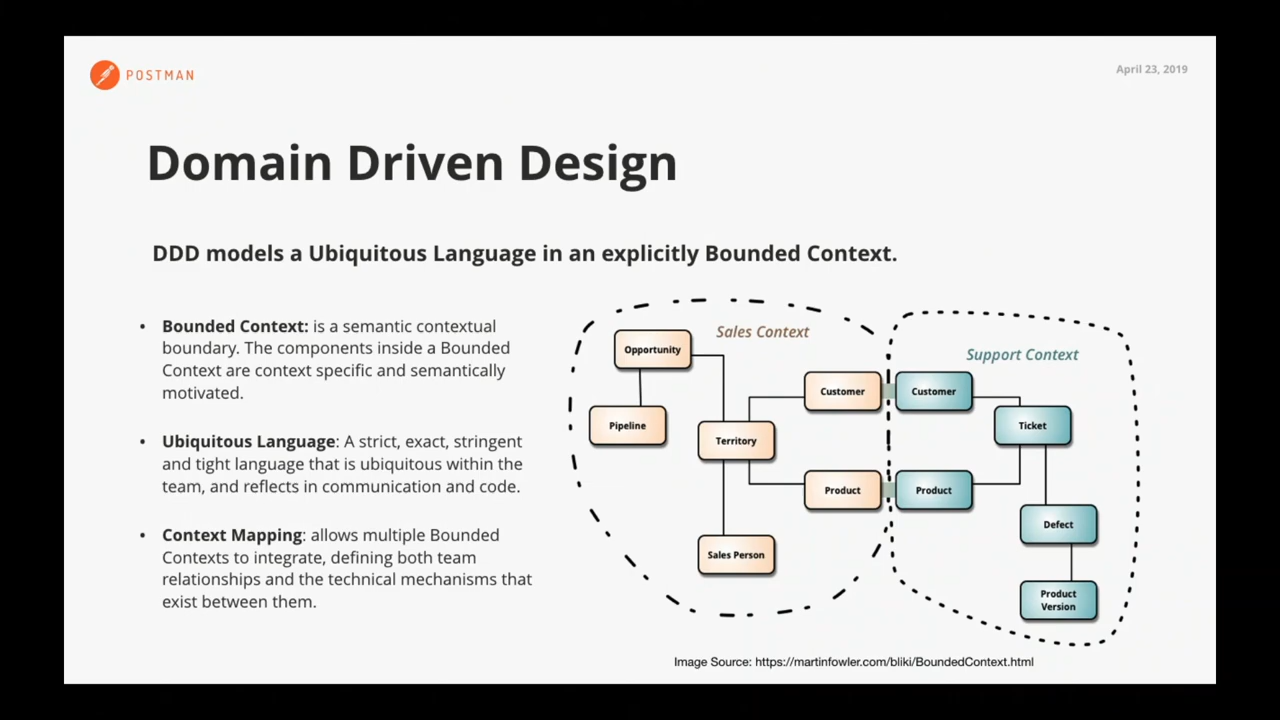 POSTMAN
April 23, 2019
Domain Driven Design
DDD models a Ubiquitous Language in an explicitly Bounded Context.
• Bounded Context: is a semantic contextual
boundary. The components inside a Bounded
Context are context specific and semantically
motivated.
• Ubiquitous Language: A strict, exact, stringent
and tight language that is ubiquitous within the
team, and reflects in communication and code.
• Context Mapping: allows multiple Bounded
Contexts to integrate, defining both team
relationships and the technical mechanisms that
exist between them.
Sales Context
Opportunity
Pipeline
Territory
Customer
Product
Sales Person
Support Context
Customer
Ticket
Product
Defect
Product
Version
Image Source: https://martinfowler.com/bliki/BoundedContext.html